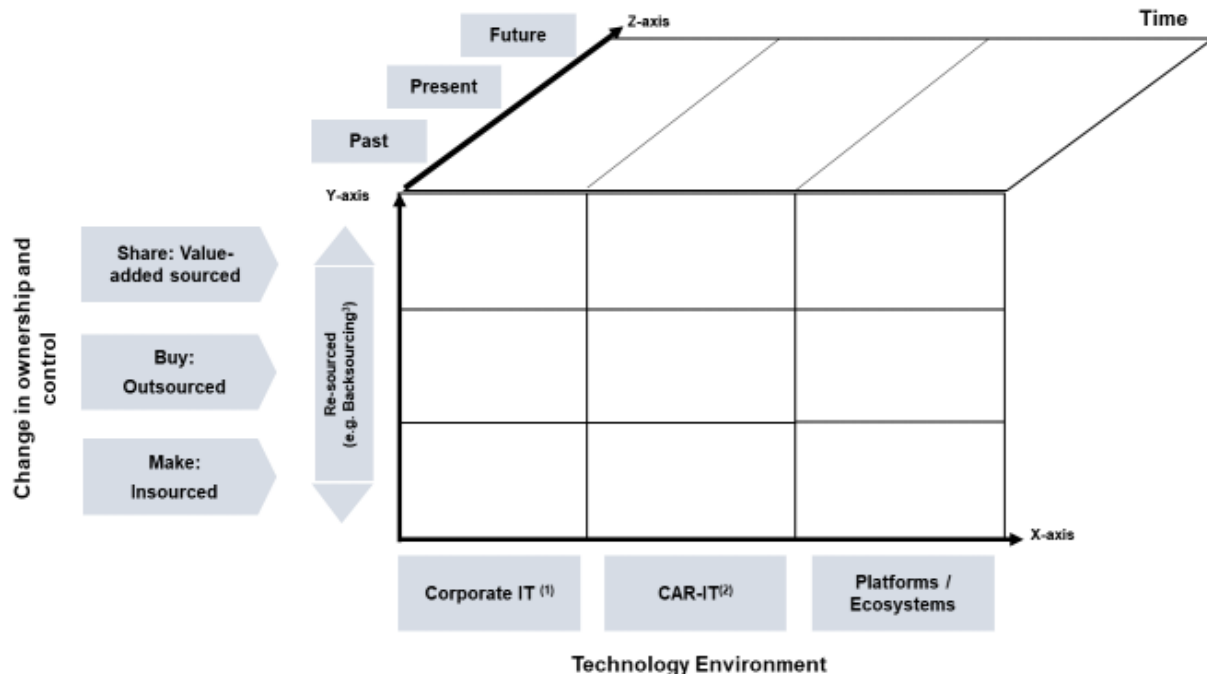 Z-axis
Time
Future
Present
Past
Y-axis
Change in ownership and
control
Share: Value-
added sourced
Buy:
Outsourced
Make:
Insourced
Re-sourced
(e.g. Backsourcing³)
X-axis
Corporate IT (1)
CAR-IT(2)
Platforms /
Ecosystems
Technology Environment